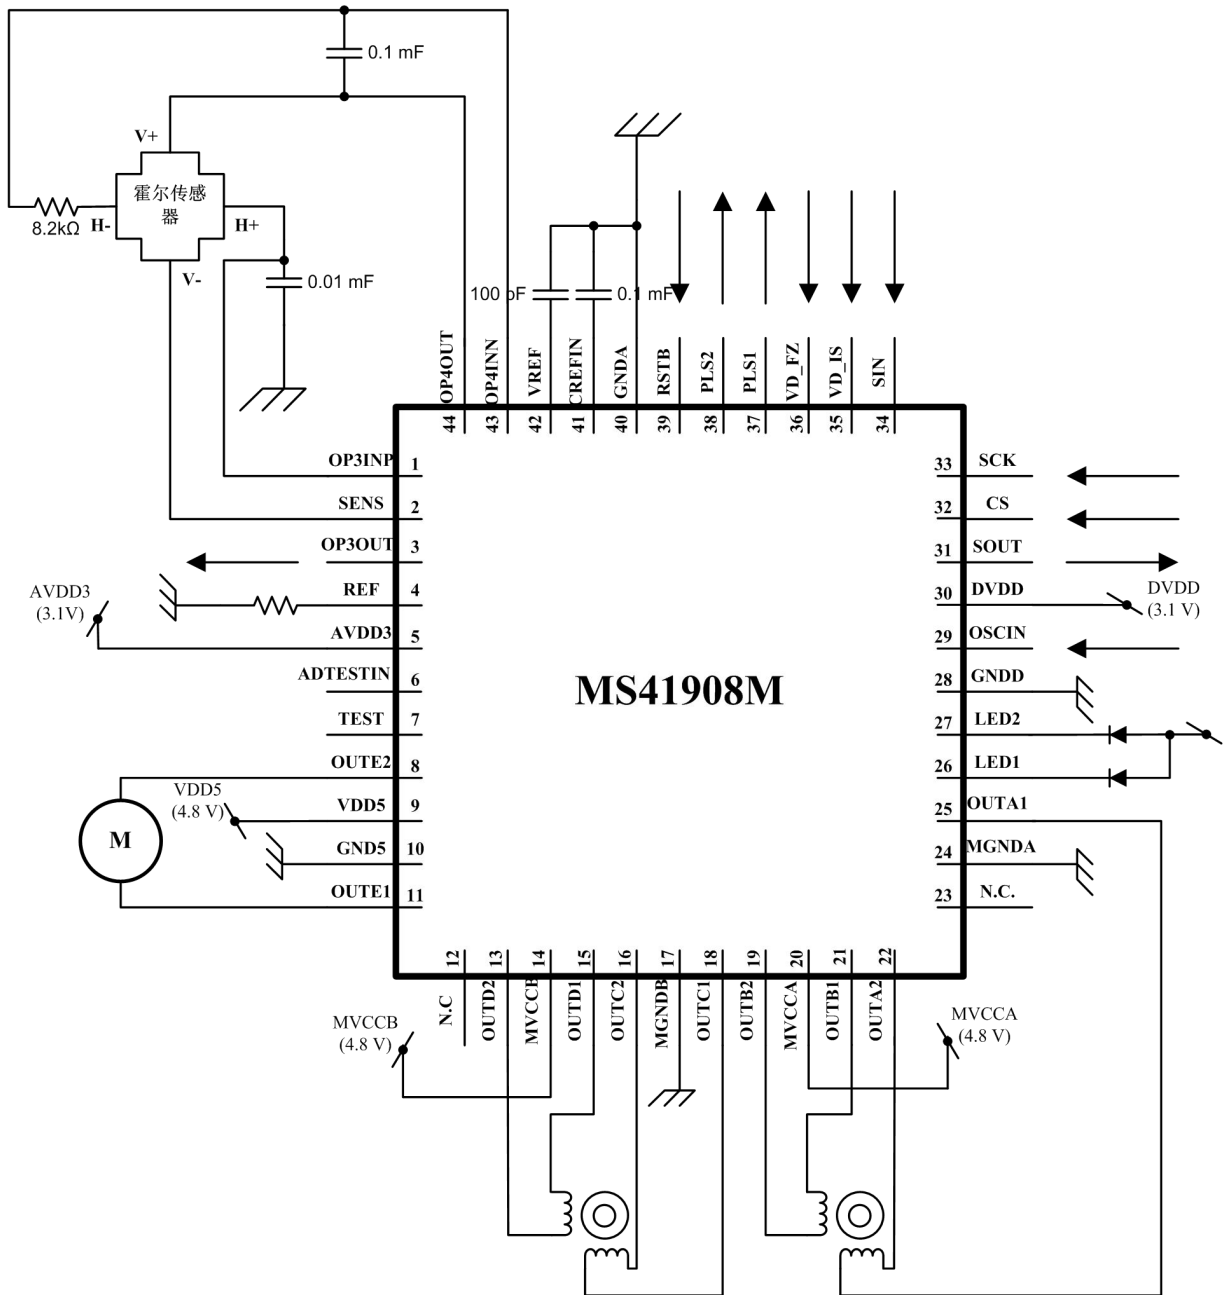 0.1 mF
V+
霍尔传感
器
8.2kΩ
H-
H+
V-
0.01 mF
100 pF
0.1 mF
OP4OUT
OP4INN
VREF
CREFIN
GNDA
RSTB
PLS2
PLS1
VD_FZ
VD_IS
SIN
44
43
42
41
40
39
38
37
36
35
34
OP3INP
1
SENS
2
OP3OUT
3
REF
4
AVDD3
5
ADTESTIN
6
TEST
7
OUTE2
8
VDD5
9
GND5
10
OUTE1
11
AVDD3
(3.1V)
VDD5
(4.8 V)
M
MS41908M
33
SCK
32
CS
31
SOUT
30
DVDD
29
OSCIN
28
GNDD
27
LED2
26
LED1
25
OUTA1
24
MGNDA
23
N.C.
DVDD
(3.1 V)
12
13
14
15
16
17
18
19
20
21
22
N.C
OUTD2
MVCCB
OUTD1
OUTC2
MGNDB
OUTC1
OUTB2
MVCCA
OUTB1
OUTA2
MVCCB
(4.8 V)
MVCCA
(4.8 V)